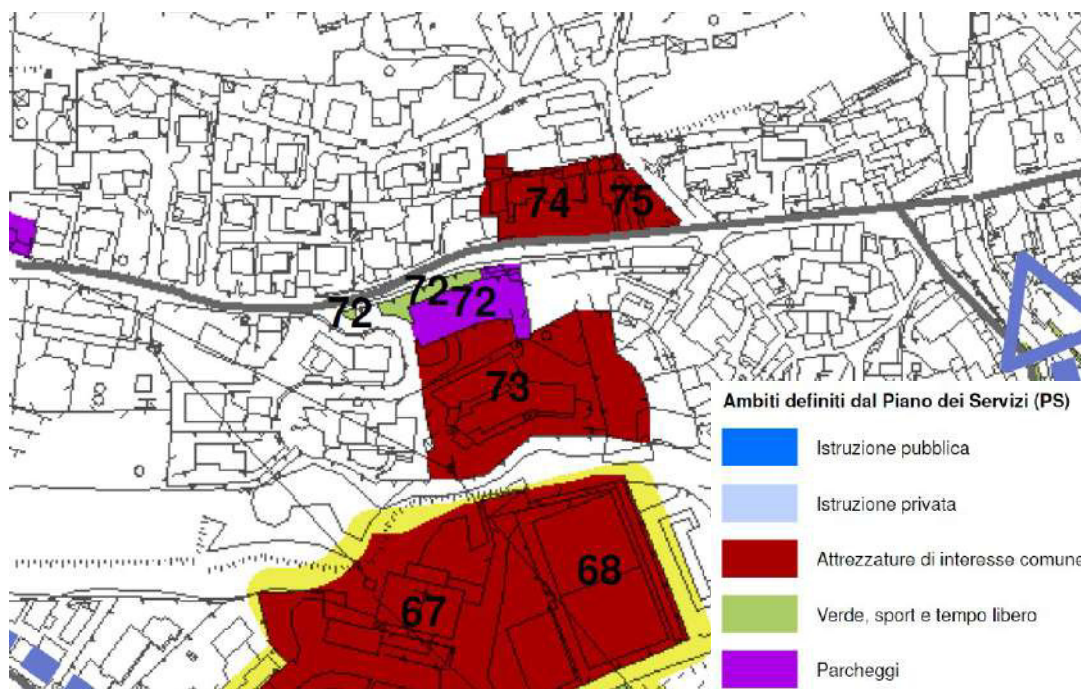 74 75
72
72 72
73
Ambiti definiti dal Piano dei Servizi (PS)
Istruzione pubblica
Istruzione privata
Attrezzature di interesse comune
Verde, sport e tempo libero
Parcheggi
68
67